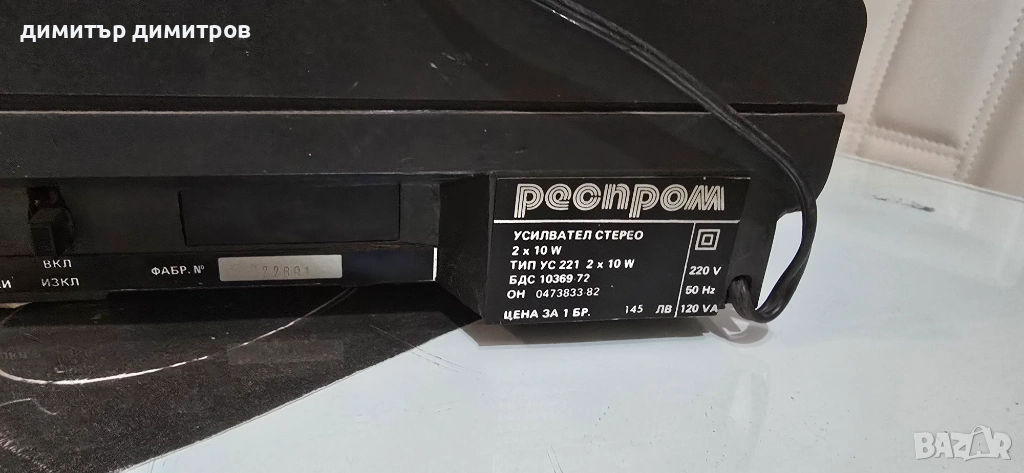 димитър димитров
респром
УСИЛВАТЕЛ СТЕРЕО
2 x 10 W
ТИП УС 221 2 x 10 W
БДС 10369-72
ОН 0473833-82
ЦЕНА ЗА 1 БР. 145 ЛВ
220 V
50 Hz
120 VA
ВКЛ
ИЗКЛ
ФАБР. №
BAZAR